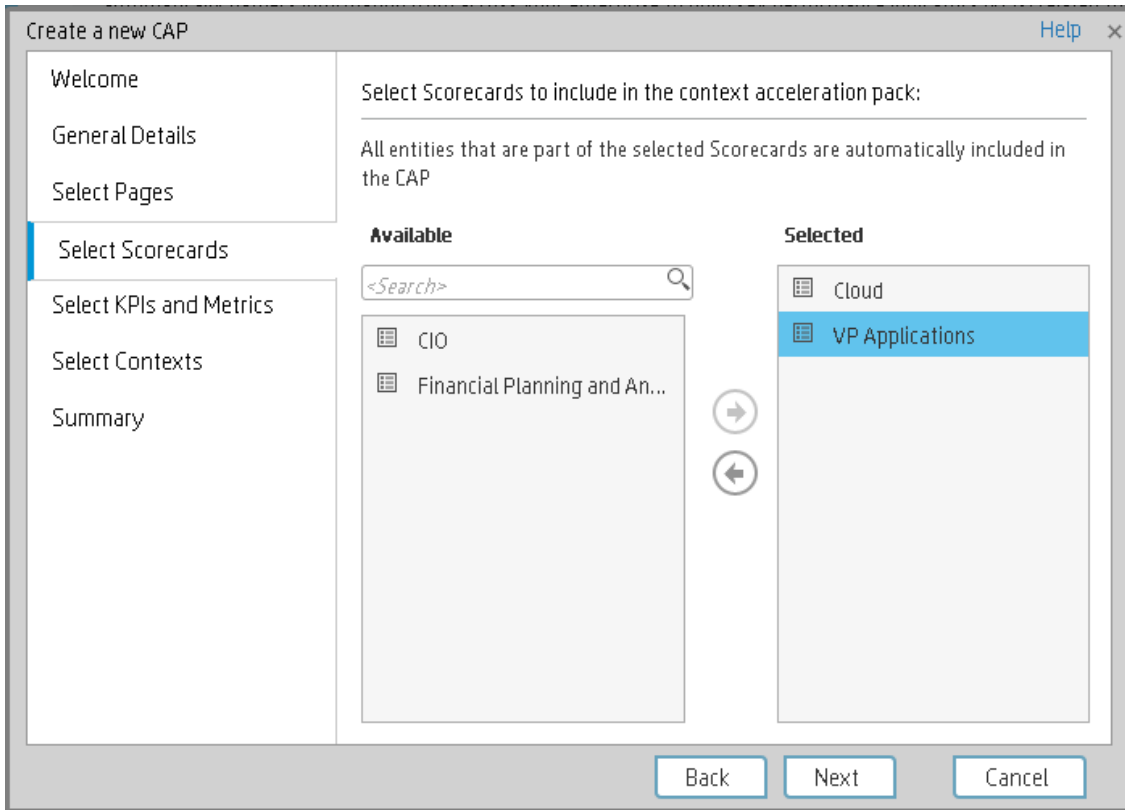 Create a new CAP
Help
Welcome
General Details
Select Pages
Select Scorecards
Select KPIs and Metrics
Select Contexts
Summary
Select Scorecards to include in the context acceleration pack:
All entities that are part of the selected Scorecards are automatically included in
the CAP
Available
<Search>
CIO
Financial Planning and An...
Selected
Cloud
VP Applications
Back
Next
Cancel